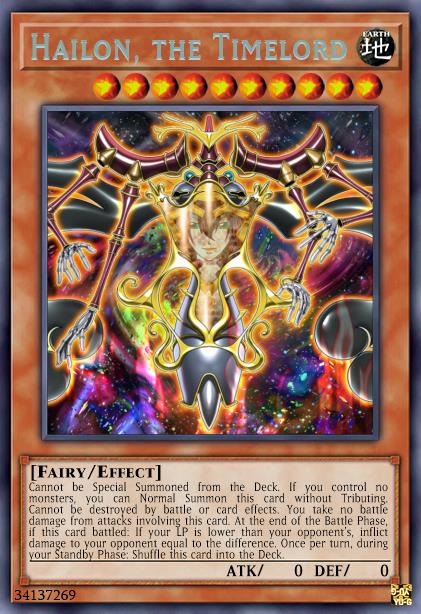 HAILON, THE TIMELORD
EARTH
地
[FAIRY/EFFECT]
Cannot be Special Summoned from the Deck. If you control no
monsters, you can Normal Summon this card without Tributing.
Cannot be destroyed by battle or card effects. You take no battle
damage from attacks involving this card. At the end of the Battle Phase,
if this card battled: If your LP is lower than your opponent's, inflict
damage to your opponent equal to the difference. Once per turn, during
your Standby Phase: Shuffle this card into the Deck.
ATK/ 0 DEF/ 0
34137269